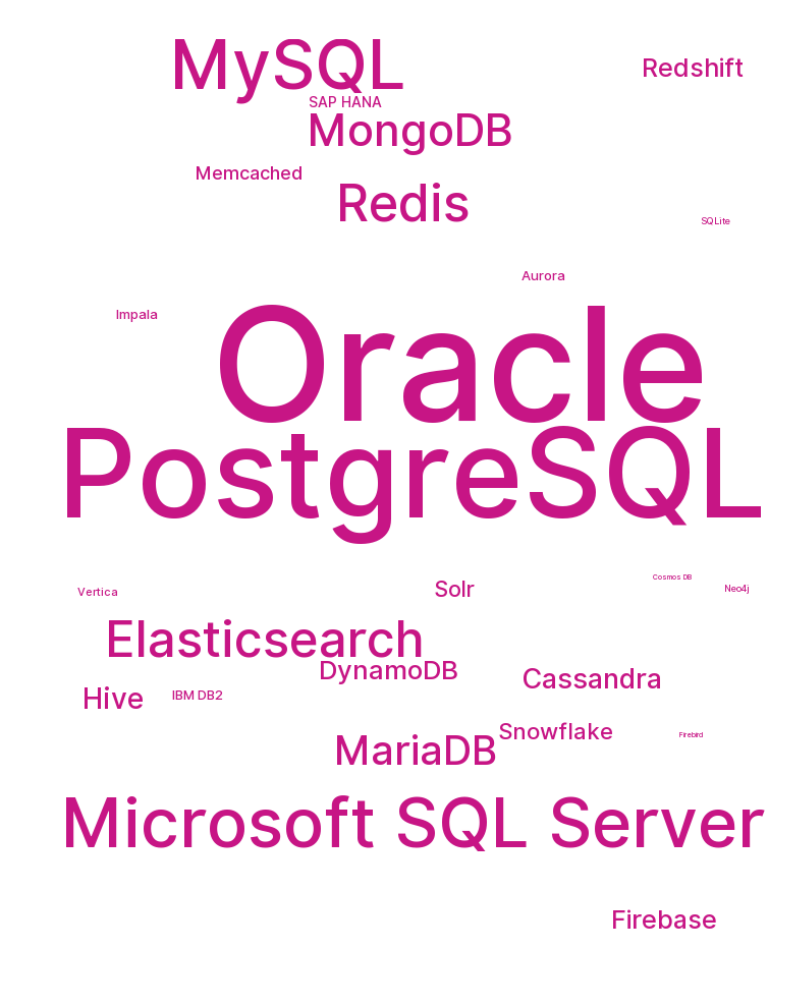 MySQL
Redshift
SAP HANA
MongoDB
Memcached
Redis
SQLite
Aurora
Impala
Oracle
PostgreSQL
Cosmos DB
Vertica
Solr
Neo4j
Elasticsearch
DynamoDB
Cassandra
Hive
IBM DB2
Snowflake
Firebird
MariaDB
Microsoft SQL Server
Firebase